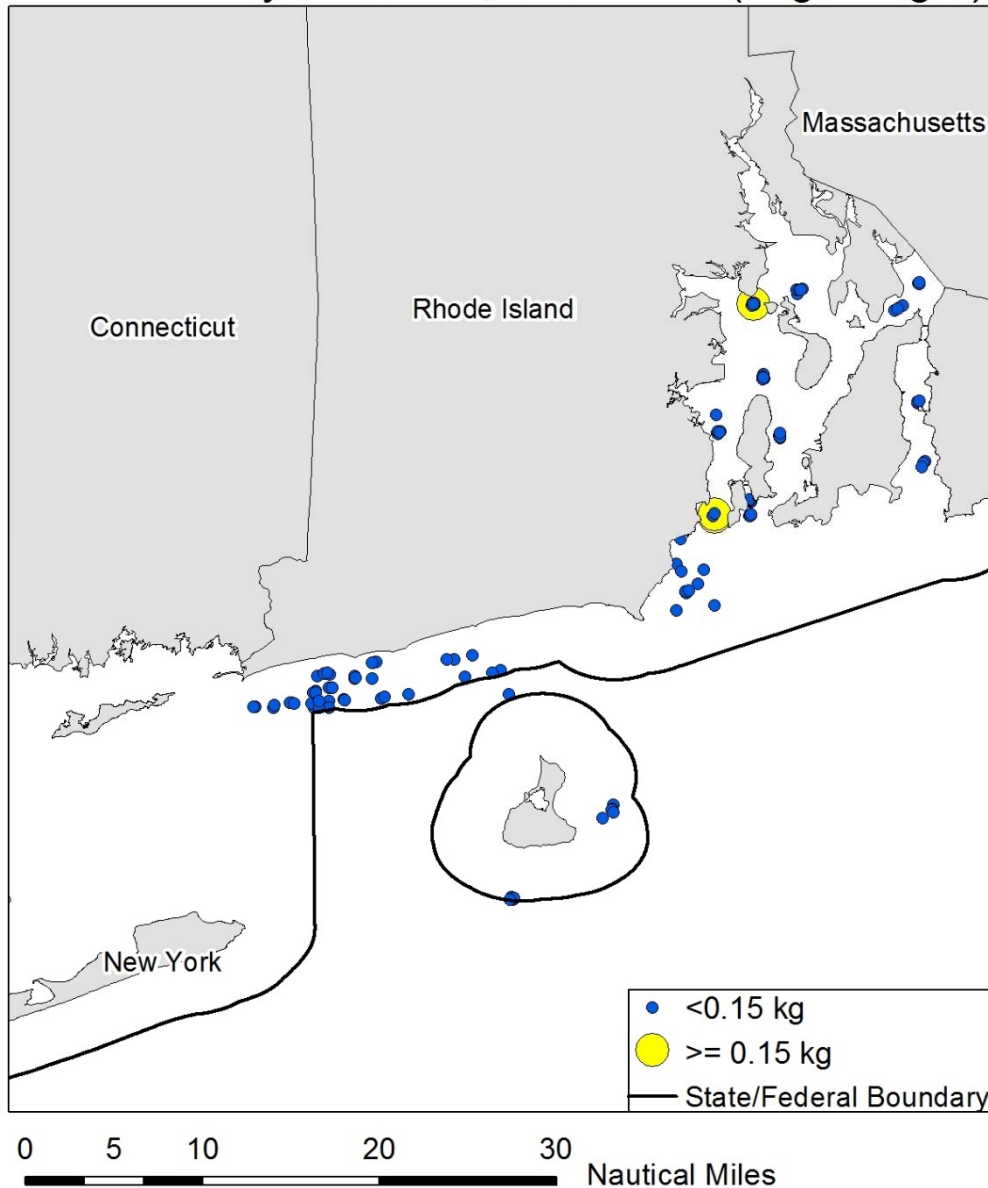 Massachusetts
Rhode Island
Connecticut
New York
<0.15 kg
>= 0.15 kg
State/Federal Boundary
0 5 10 20 30
Nautical Miles